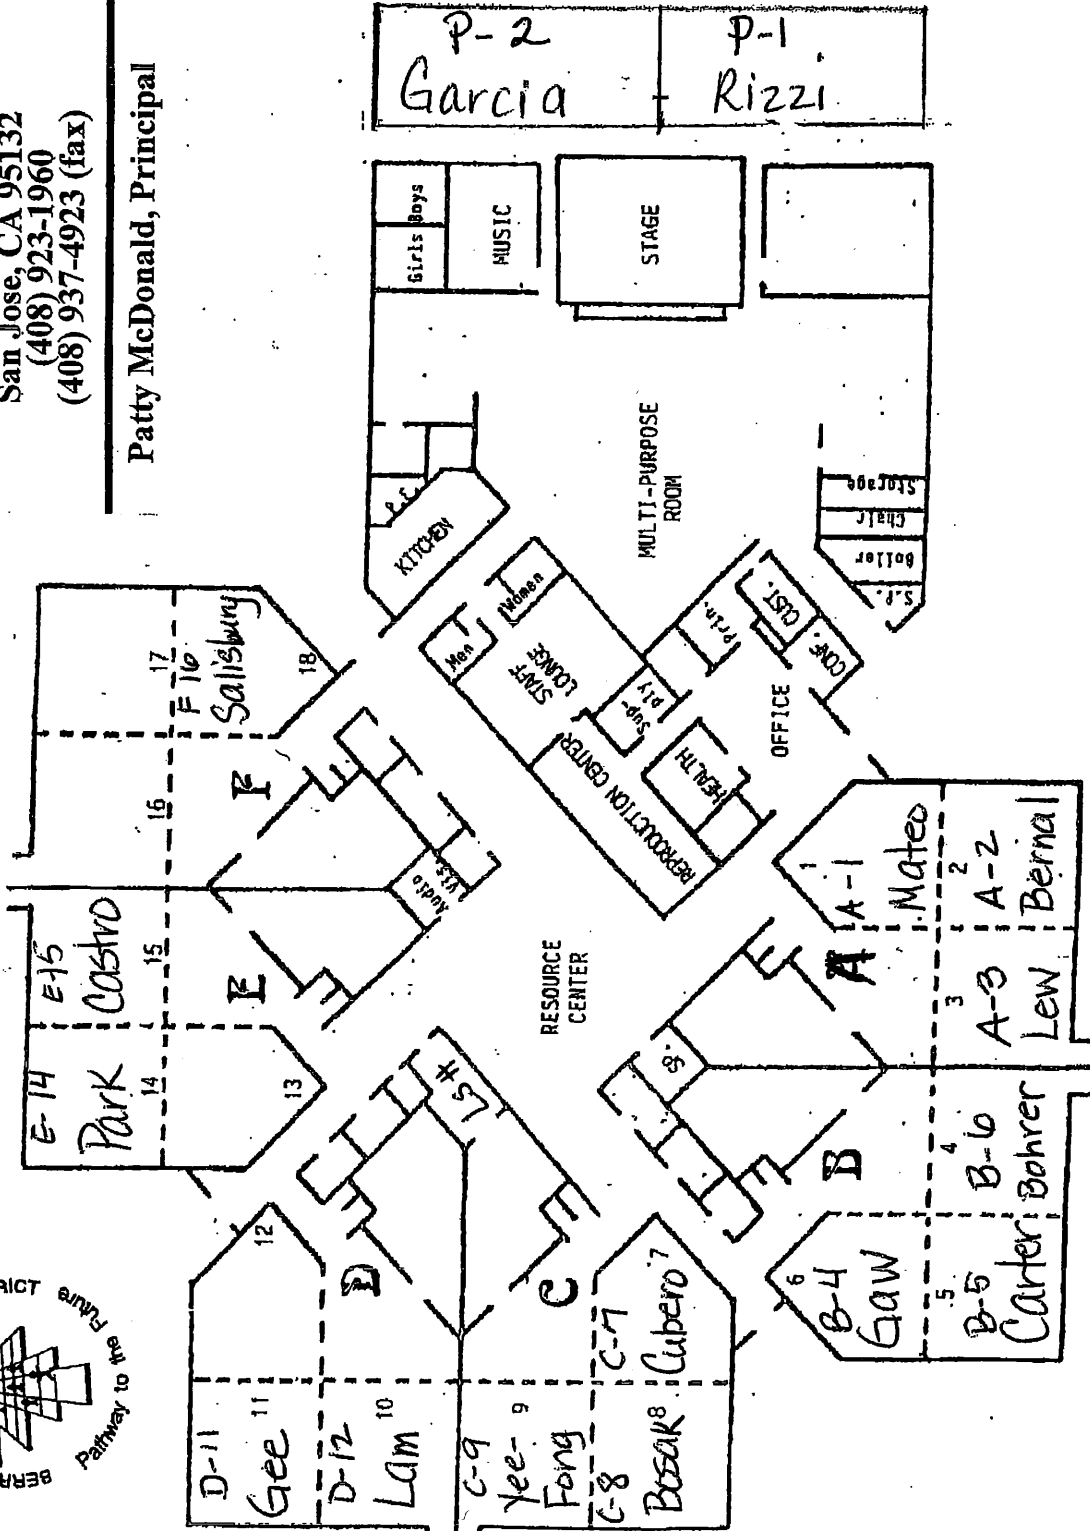 San Jose, CA 95132
(408) 923-1960
(408) 937-4923 (fax)
Patty McDonald, Principal
P-2
Garcia
P-1
Rizzi
Girls
Boys
MUSIC
STAGE
KITCHEN
MULTI-PURPOSE
ROOM
Storage
Chair
Boiler
S.P.
Men
Women
STAFF
LOUNGE
Sup-
ply
Prin.
CUST.
CONF.
OFFICE
HEALTH
REPRODUCTION CENTER
RESOURCE
CENTER
17
F 16
Salisbury
18
F
16
Audio
Vis.
E-15
Castro
15
E
E-14
Park
14
13
LSH
12
D
D-11
Gee
11
D-12
Lam
10
C-9
Yee-
Fong
9
C
C-7
Cubero
7
C-8
Bosak
8
Sp.
A
1
A-1
Mateo
2
A-2
Bernal
3
A-3
Lew
B
4
B-6
Bohrer
5
B-5
Carter
6
B-4
Gaw
RICT
Pathway to the Future
BERR